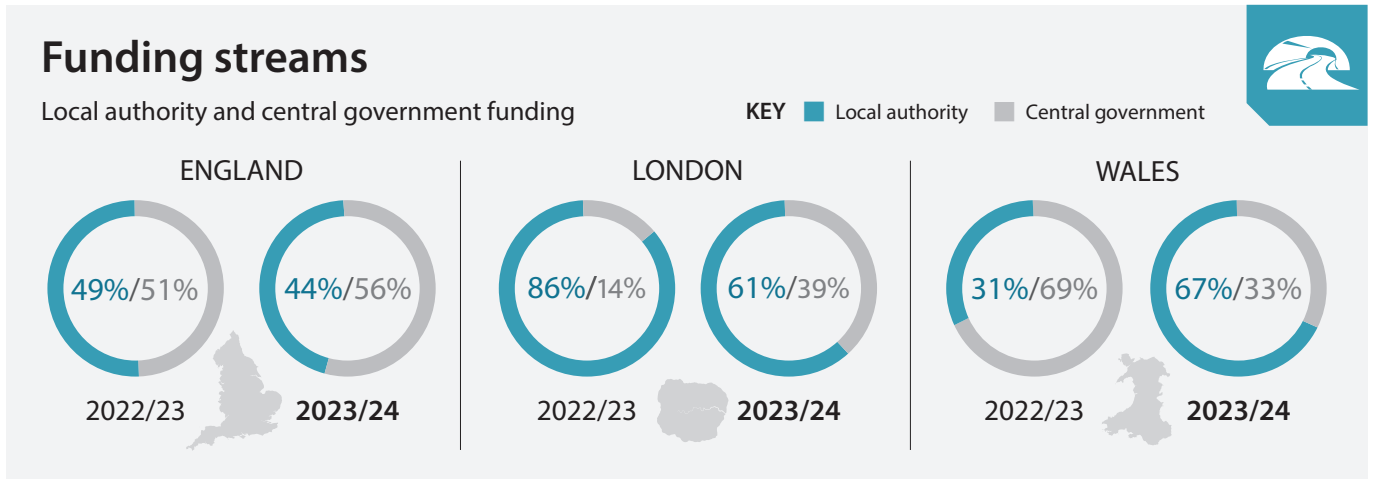 Funding streams
Local authority and central government funding
KEY Local authority Central government
ENGLAND
49%/51%
44%/56%
2022/23
2023/24
LONDON
86%/14%
61%/39%
2022/23
2023/24
WALES
31%/69%
67%/33%
2022/23
2023/24